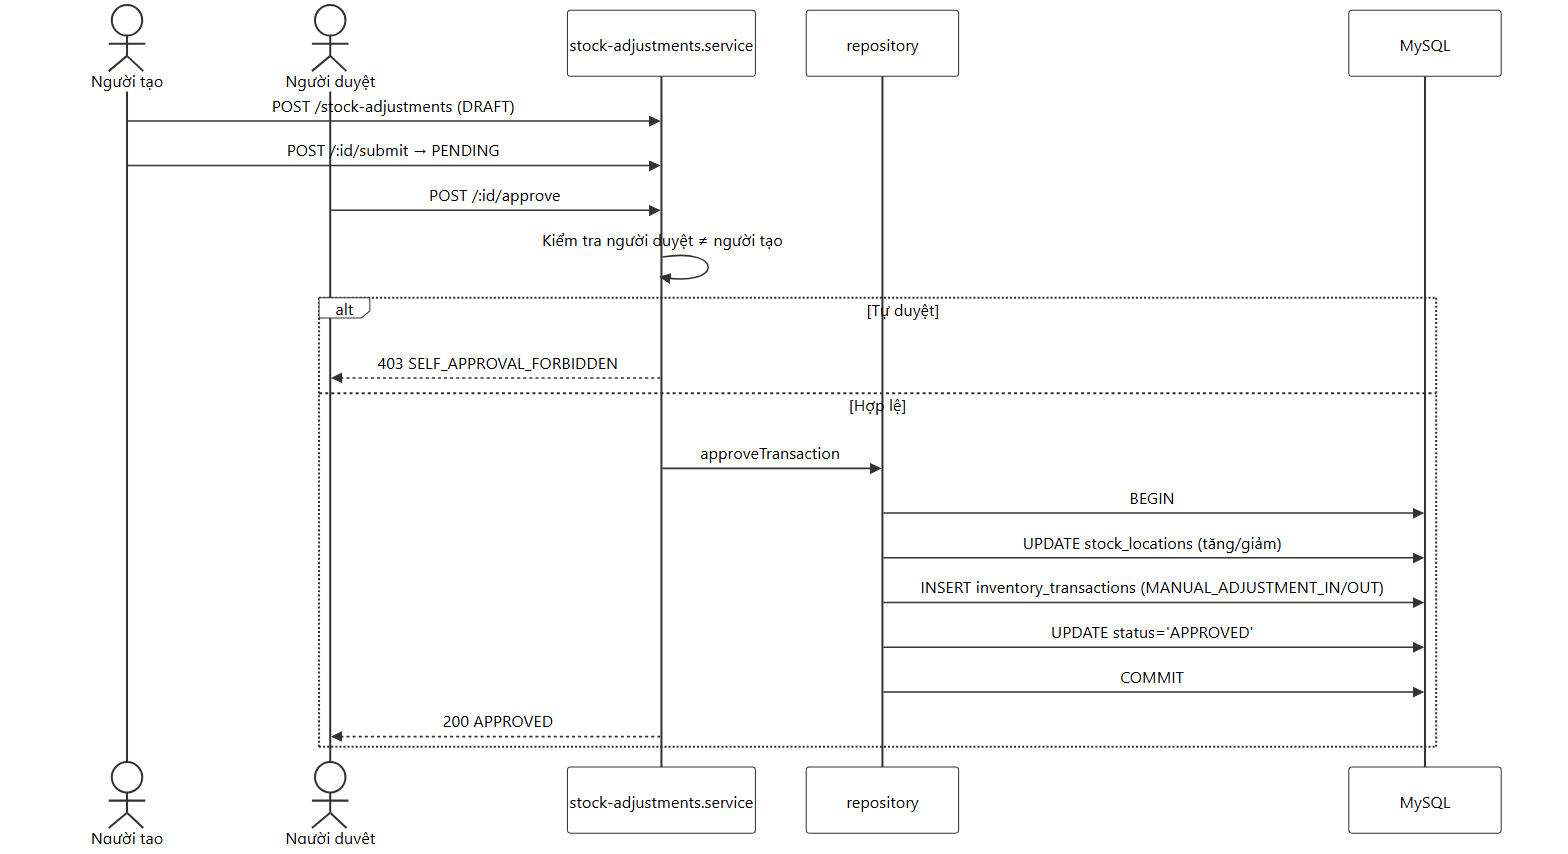 Người tạo
Người duyệt
stock-adjustments.service
repository
MySQL
POST /stock-adjustments (DRAFT)
POST /:id/submit → PENDING
POST /:id/approve
Kiểm tra người duyệt ≠ người tạo
alt
[Tự duyệt]
403 SELF_APPROVAL_FORBIDDEN
[Hợp lệ]
approveTransaction
BEGIN
UPDATE stock_locations (tăng/giảm)
INSERT inventory_transactions (MANUAL_ADJUSTMENT_IN/OUT)
UPDATE status='APPROVED'
COMMIT
200 APPROVED
stock-adjustments.service
repository
MySQL
Người tạo
Người duyệt